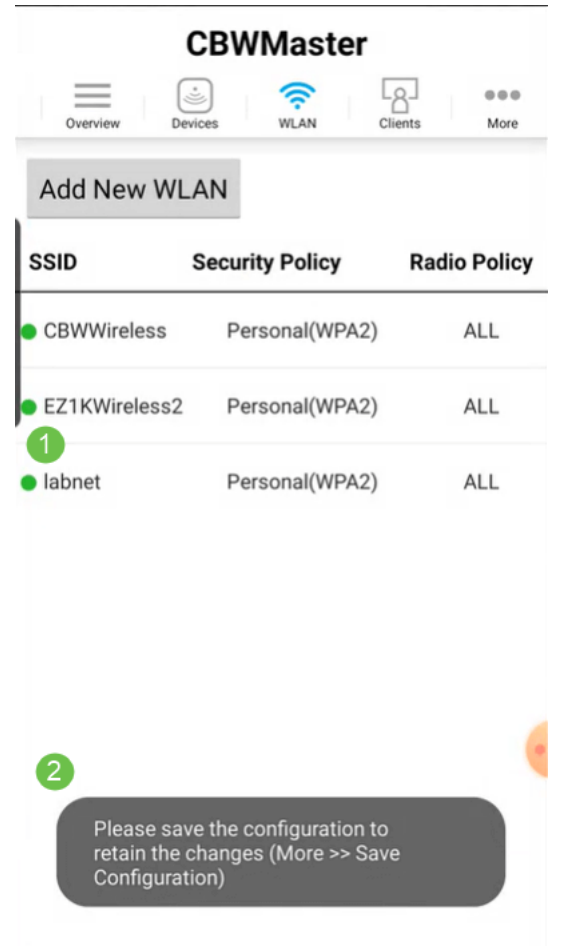 CBWMaster
Overview Devices WLAN Clients More
Add New WLAN
SSID Security Policy Radio Policy
CBWWireless Personal(WPA2) ALL
EZ1KWireless2 Personal(WPA2) ALL
1
labnet Personal(WPA2) ALL
2
Please save the configuration to
retain the changes (More >> Save
Configuration)